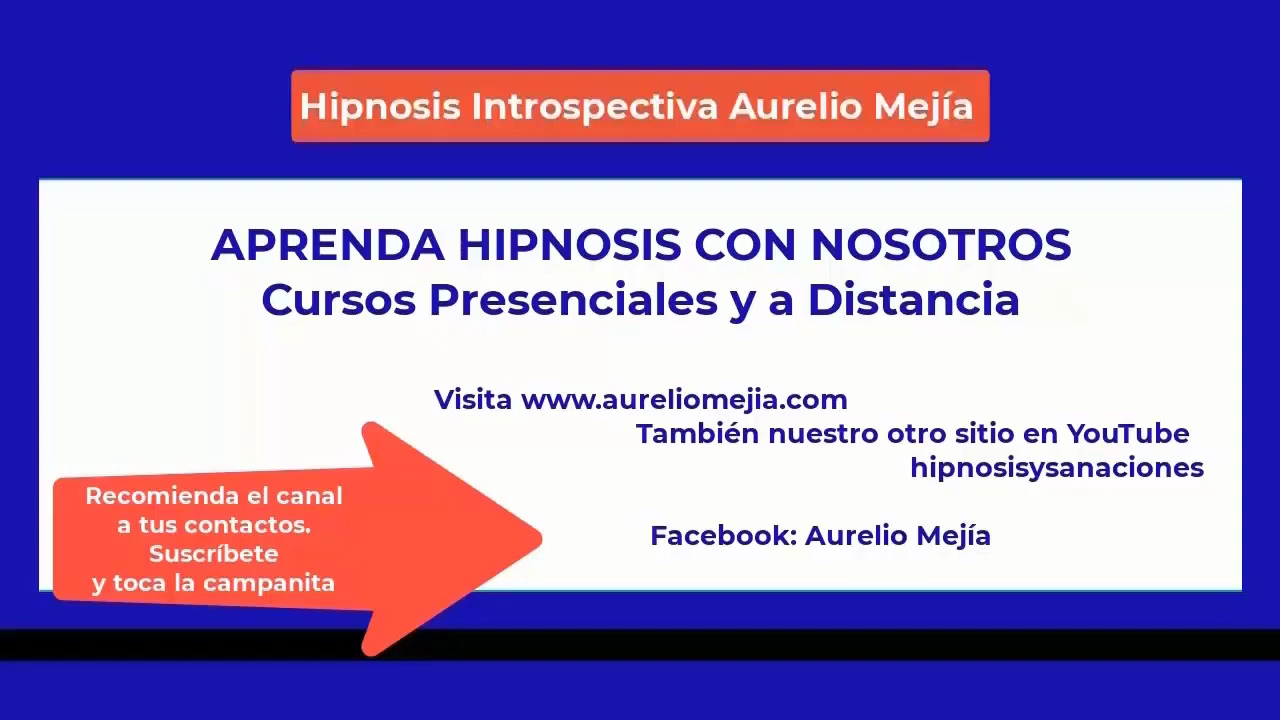 Hipnosis Introspectiva Aurelio Mejía
APRENDA HIPNOSIS CON NOSOTROS
Cursos Presenciales y a Distancia
Visita www.aureliomejia.com
También nuestro otro sitio en YouTube
hipnosisysanaciones
Facebook: Aurelio Mejía
Recomienda el canal
a tus contactos.
Suscríbete
y toca la campanita